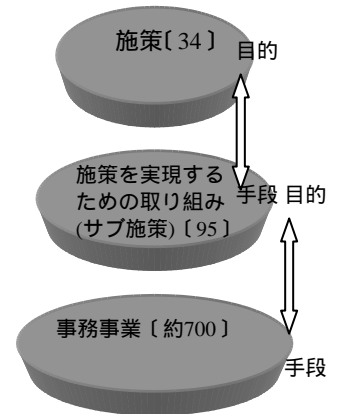 施策〔34〕
目的
施策を実現する
ための取り組み
(サブ施策)〔95〕
手段 目的
事務事業〔約700〕
手段